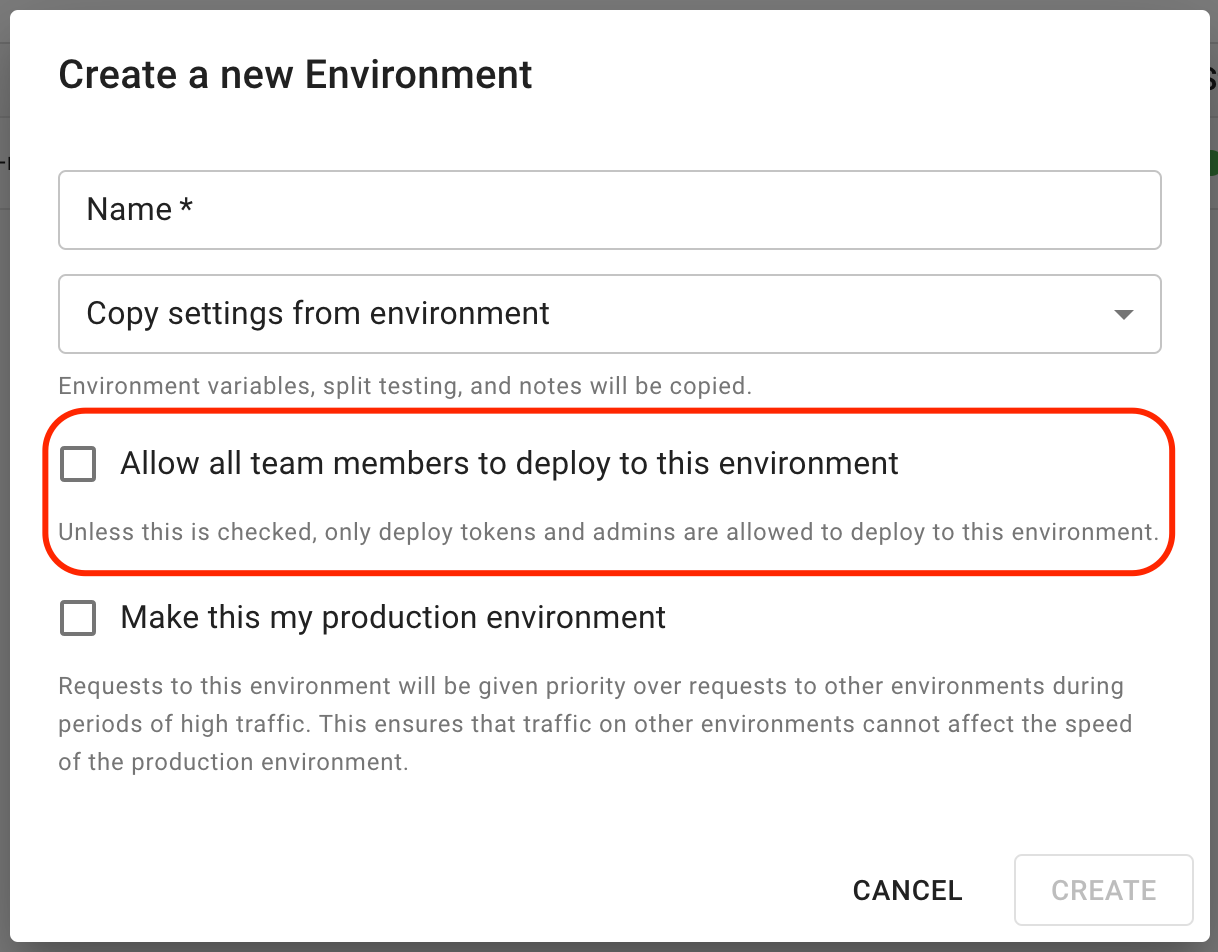 Create a new Environment
Name *
Copy settings from environment
Environment variables, split testing, and notes will be copied.
Allow all team members to deploy to this environment
Unless this is checked, only deploy tokens and admins are allowed to deploy to this environment.
Make this my production environment
Requests to this environment will be given priority over requests to other environments during
periods of high traffic. This ensures that traffic on other environments cannot affect the speed
of the production environment.
CANCEL
CREATE